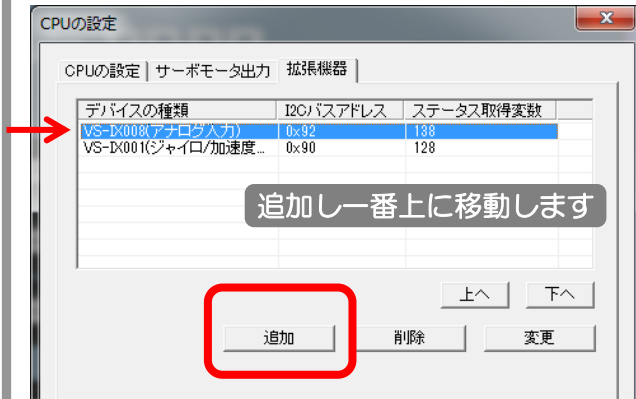 CPUの設定
CPUの設定 サーボモータ出力 拡張機器
デバイスの種類 I2Cバスアドレス ステータス取得変数
VS-IX008(アナログ入力) 0x92 138
VS-IX001(ジャイロ/加速度... 0x90 128
追加し一番上に移動します
上へ 下へ
追加 削除 変更